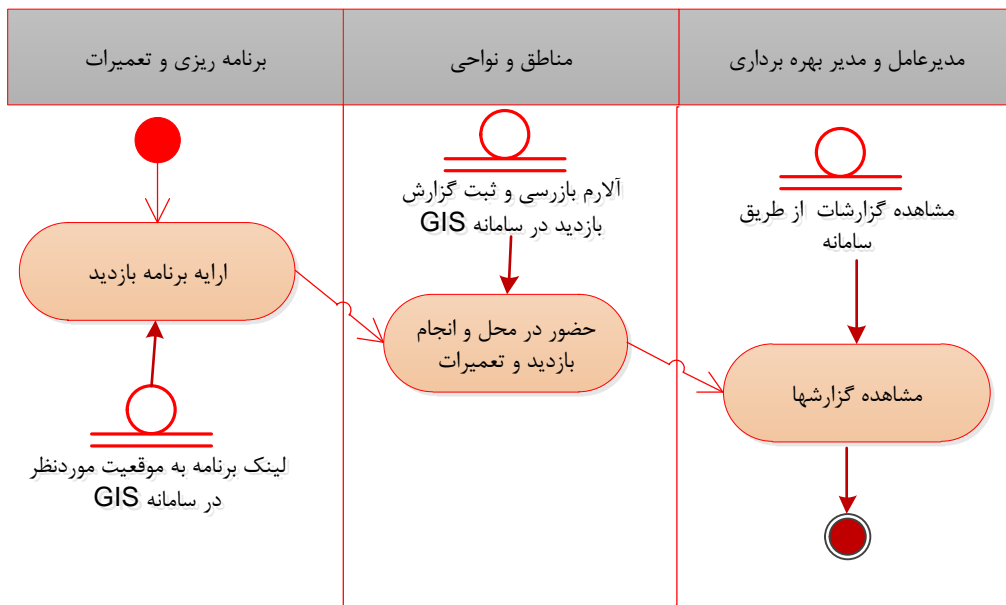 برنامه ریزی و تعمیرات
مناطق و نواحی
مدیرعامل و مدیر بهره برداری
آلارم بازرسی و ثبت گزارش
بازدید در سامانه GIS
مشاهده گزارشات از طریق
سامانه
ارایه برنامه بازدید
حضور در محل و انجام
بازدید و تعمیرات
مشاهده گزارشها
لینک برنامه به موقعیت موردنظر
در سامانه GIS